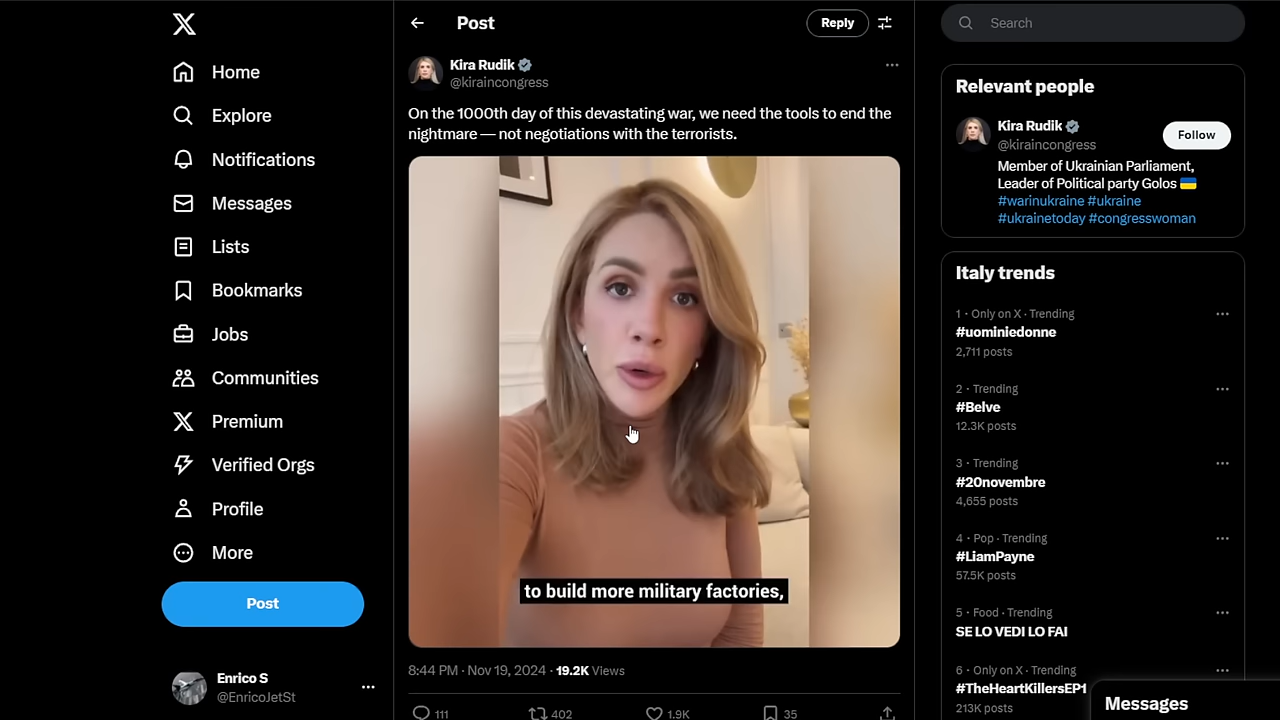 Home
Explore
Notifications
Messages
Lists
Bookmarks
Jobs
Communities
Premium
Verified Orgs
Profile
More
Post
Enrico S
@EnricoJetSt
Post
Reply
Kira Rudik
@kiraincongress
On the 1000th day of this devastating war, we need the tools to end the
nightmare — not negotiations with the terrorists.
to build more military factories,
8:44 PM · Nov 19, 2024 · 19.2K Views
111 402 1.9K 35
Search
Relevant people
Kira Rudik
@kiraincongress
Follow
Member of Ukrainian Parliament,
Leader of Political party Golos 🇺🇦
#warinukraine #ukraine
#ukrainetoday #congresswoman
Italy trends
1 · Only on X · Trending
#uominiedonne
2,711 posts
2 · Trending
#Belve
12.3K posts
3 · Trending
#20novembre
4,655 posts
4 · Pop · Trending
#LiamPayne
57.5K posts
5 · Food · Trending
SE LO VEDI LO FAI
6 · Only on X · Trending
#TheHeartKillersEP1
213K posts
Messages